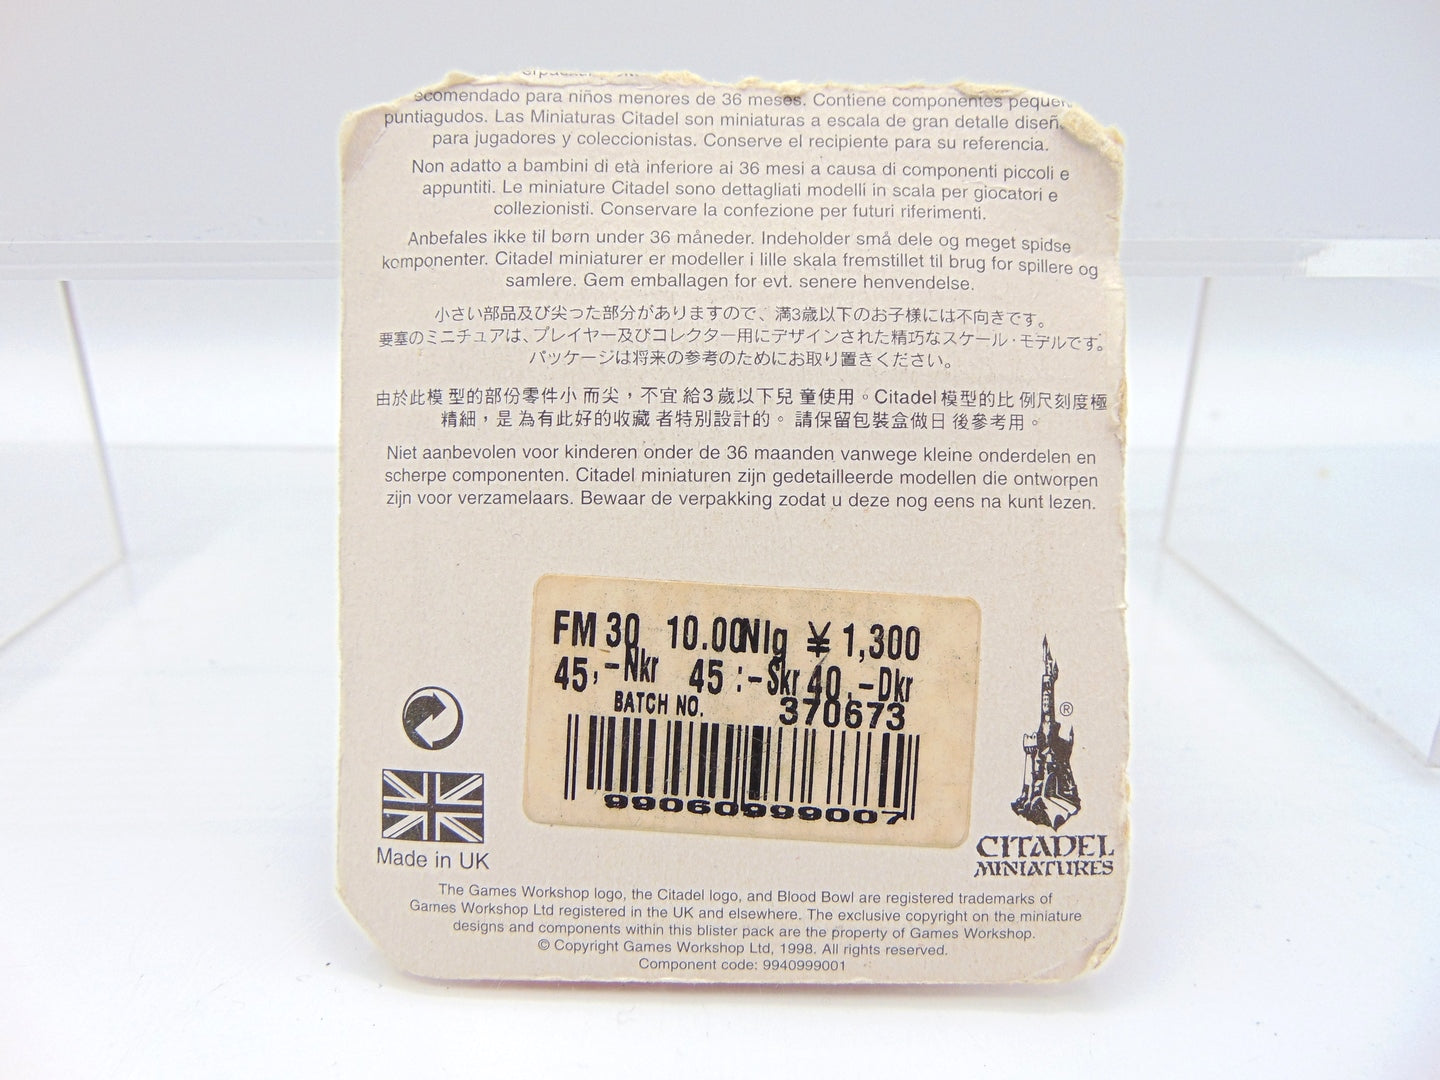 ecomendado para niños menores de 36 meses. Contiene componentes
puntiagudos. Las Miniaturas Citadel son miniaturas a escala de gran detalle
para jugadores y coleccionistas. Conserve el recipiente para su referencia.
Non adatto a bambini di età inferiore ai 36 mesi a causa di componenti piccoli e
appuntiti. Le miniature Citadel sono dettagliati modelli in scala per giocatori e
collezionisti. Conservare la confezione per futuri riferimenti.
Anbefales ikke til børn under 36 måneder. Indeholder små dele og meget spidse
komponenter. Citadel miniaturer er modeller i lille skala fremstillet til brug for spillere og
samlere. Gem emballagen for evt. senere henvendelse.
小さい部品及び尖った部分がありますので、満3歳以下のお子様には不向きです。
要塞のミニチュアは、プレイヤー及びコレクター用にデザインされた精巧なスケール・モデルです。
パッケージは将来の参考のためにお取り置きください。
由於此模 型的部份零件小 而尖，不宜 給3 歲以下兒 童使用。Citadel 模型的比 例尺刻度極
精細，是 為有此好的收藏 者特別設計的。 請保留包裝盒做日 後參考用。
Niet aanbevolen voor kinderen onder de 36 maanden vanwege kleine onderdelen en
scherpe componenten. Citadel miniaturen zijn gedetailleerde modellen die ontworpen
zijn voor verzamelaars. Bewaar de verpakking zodat u deze nog eens na kunt lezen.
FM 30 10.00Nlg ¥ 1,300
45,-Nkr 45:-Skr 40,-Dkr
BATCH NO. 370673
99060999007
®
CITADEL
MINIATURES
Made in UK
The Games Workshop logo, the Citadel logo, and Blood Bowl are registered trademarks of
Games Workshop Ltd registered in the UK and elsewhere. The exclusive copyright on the miniature
designs and components within this blister pack are the property of Games Workshop.
© Copyright Games Workshop Ltd, 1998. All rights reserved.
Component code: 9940999001